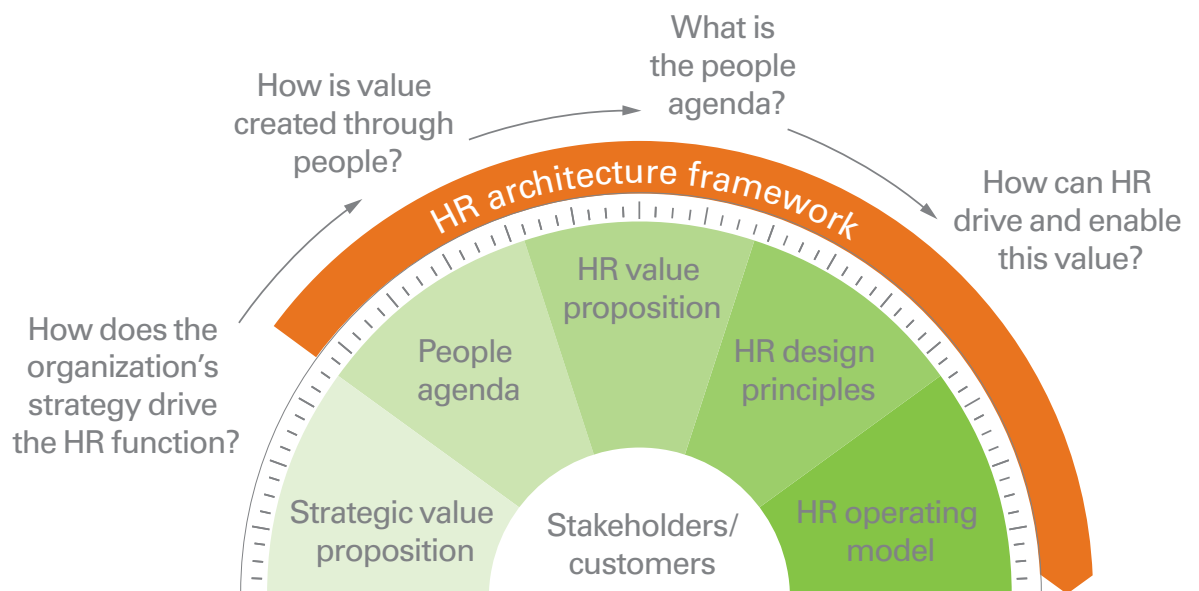 How does the
organization’s
strategy drive
the HR function?
How is value
created through
people?
What is
the people
agenda?
How can HR
drive and enable
this value?
HR architecture framework
Strategic value
proposition
People
agenda
HR value
proposition
HR design
principles
HR operating
model
Stakeholders/
customers